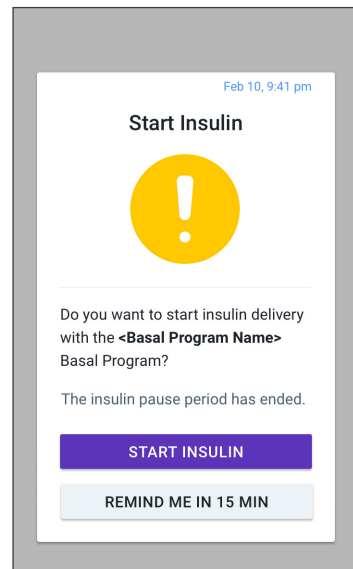 Feb 10, 9:41 pm
Start Insulin
Do you want to start insulin delivery
with the <Basal Program Name>
Basal Program?
The insulin pause period has ended.
START INSULIN
REMIND ME IN 15 MIN